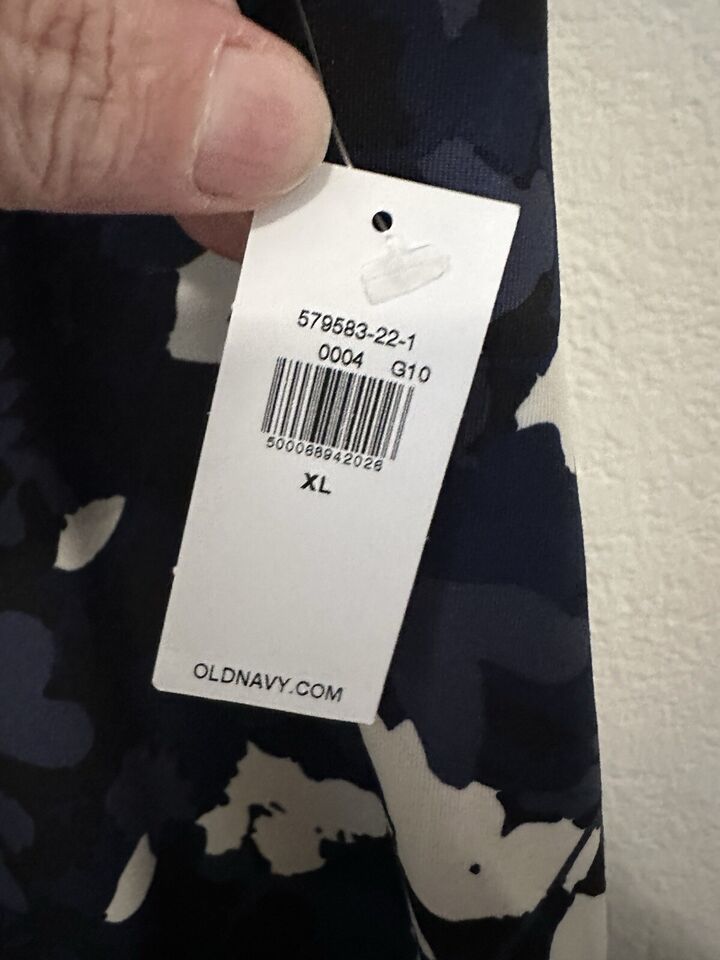 579583-22-1
0004 G10
500068942026
XL
OLDNAVY.COM